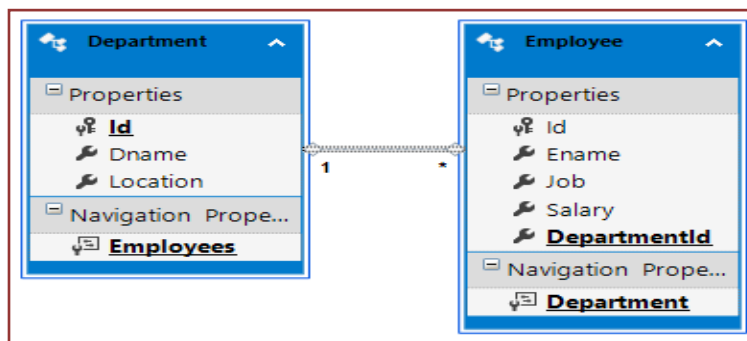 Department
Properties
Id
Dname
Location
Navigation Prope...
Employees
1
*
Employee
Properties
Id
Ename
Job
Salary
DepartmentId
Navigation Prope...
Department